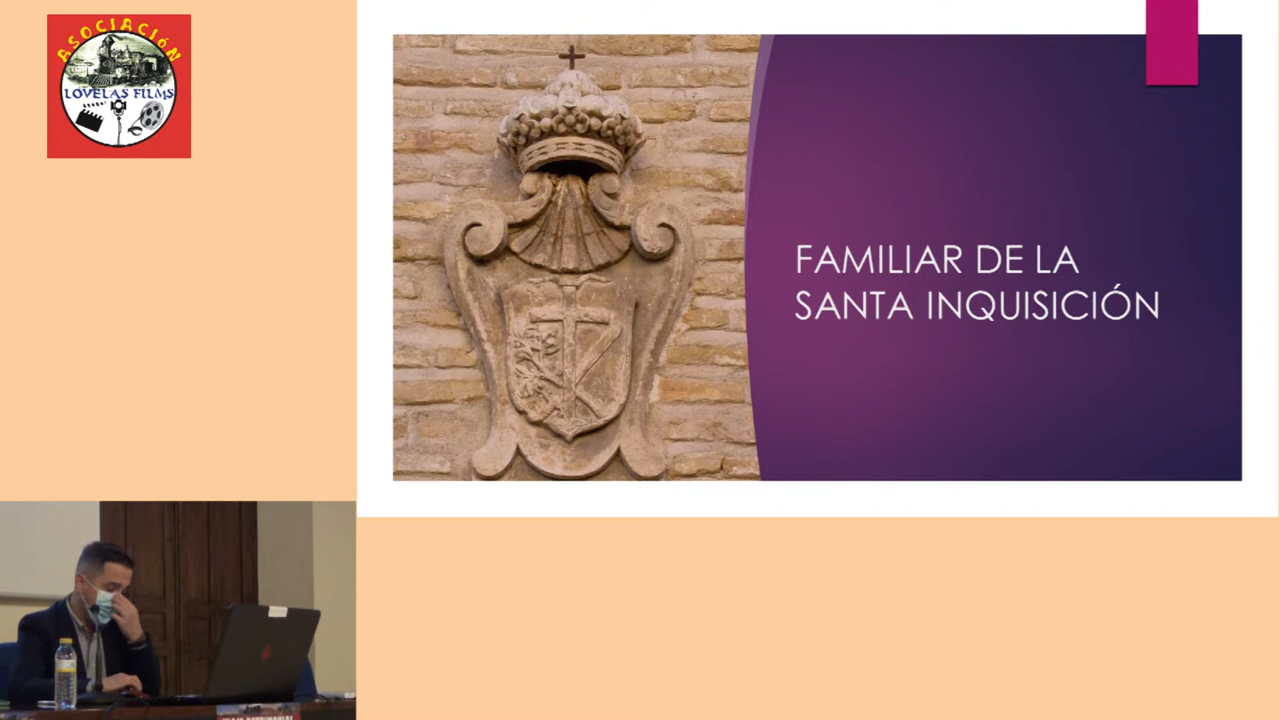 ASOCIACIÓN
LOVELAS FILMS
FAMILIAR DE LA
SANTA INQUISICIÓN